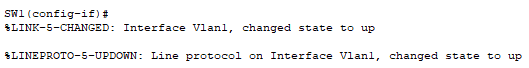 SW1(config-if)#
%LINK-5-CHANGED: Interface Vlan1, changed state to up
%LINEPROTO-5-UPDOWN: Line protocol on Interface Vlan1, changed state to up